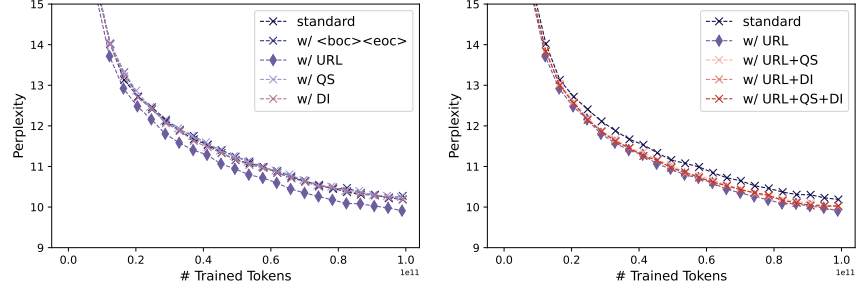 15
14
13
12
11
10
9
Perplexity
standard
w/ <boc><eoc>
w/ URL
w/ QS
w/ DI
0.0 0.2 0.4 0.6 0.8 1.0
1e11
# Trained Tokens
15
14
13
12
11
10
9
Perplexity
standard
w/ URL
w/ URL+QS
w/ URL+DI
w/ URL+QS+DI
0.0 0.2 0.4 0.6 0.8 1.0
1e11
# Trained Tokens